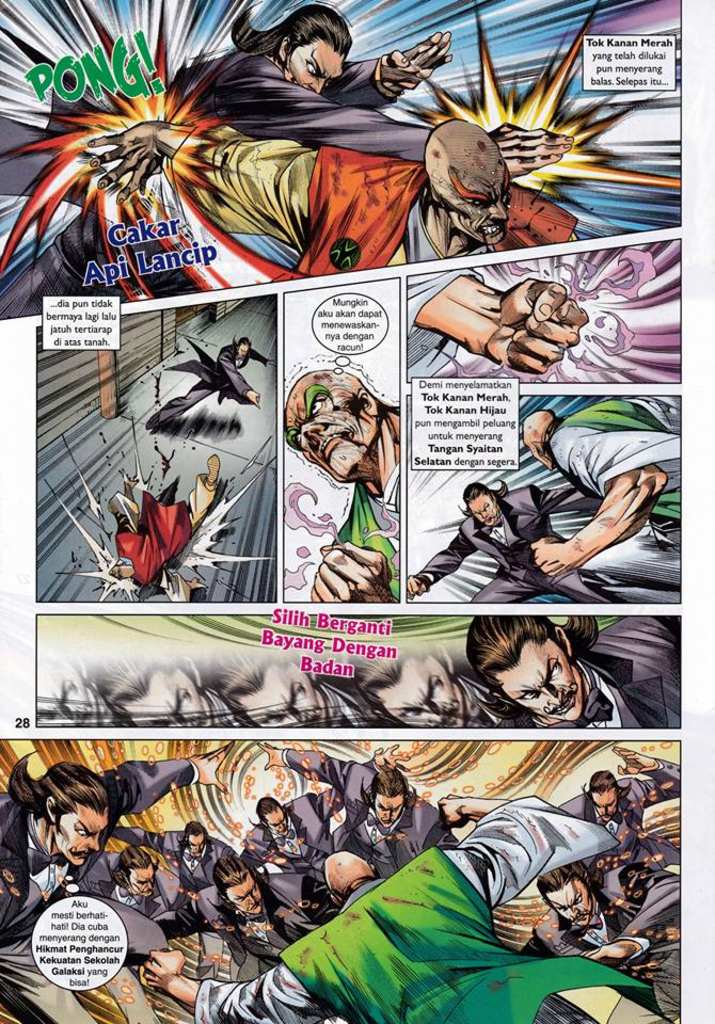 PONG!
Tok Kanan Merah
yang telah dilukai
pun menyerang
balas. Selepas itu...
Cakar
Api Lancip
...dia pun tidak
bermaya lagi lalu
jatuh tertiarap
di atas tanah.
Mungkin
aku akan dapat
menewaskan-
nya dengan
racun!
Demi menyelamatkan
Tok Kanan Merah,
Tok Kanan Hijau
pun mengambil peluang
untuk menyerang
Tangan Syaitan
Selatan dengan segera.
Silih Berganti
Bayang Dengan
Badan
28
Aku
mesti berhati-
hati! Dia cuba
menyerang dengan
Hikmat Penghancur
Kekuatan Sekolah
Galaksi yang
bisa!